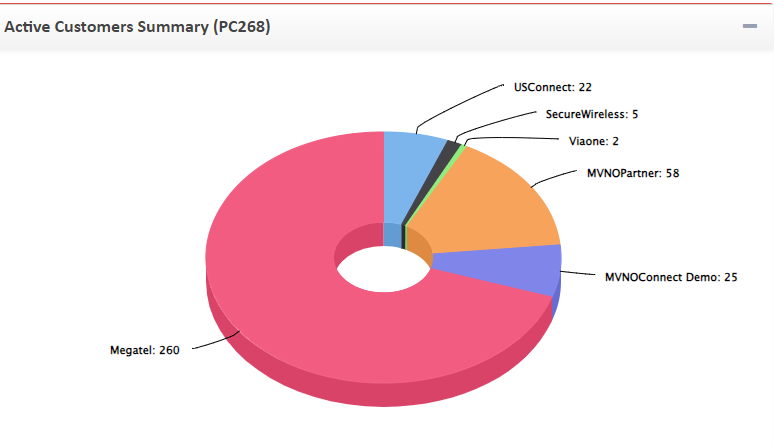 Active Customers Summary (PC268)
USConnect: 22
SecureWireless: 5
Viaone: 2
MVNOPartner: 58
MVNOConnect Demo: 25
Megatel: 260